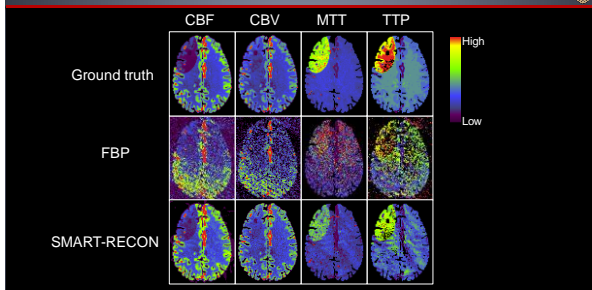 CBF CBV MTT TTP
High
Ground truth
Low
FBP
SMART-RECON